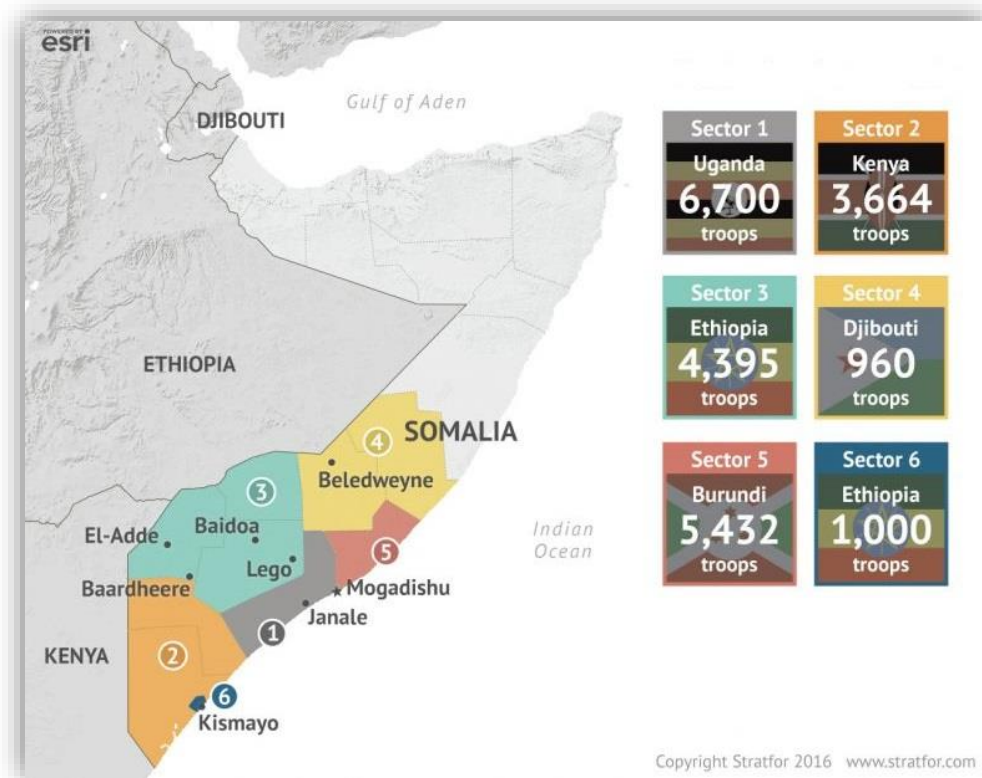 POWERED BY
esri
Gulf of Aden
DJIBOUTI
ETHIOPIA
SOMALIA
4
Beledweyne
3
El-Adde
Baidoa
Lego
Baardheere
5
Indian
Ocean
Mogadishu
Janale
1
KENYA
2
6
Kismayo
Sector 1
Uganda
6,700
troops
Sector 2
Kenya
3,664
troops
Sector 3
Ethiopia
4,395
troops
Sector 4
Djibouti
960
troops
Sector 5
Burundi
5,432
troops
Sector 6
Ethiopia
1,000
troops
Copyright Stratfor 2016 www.stratfor.com